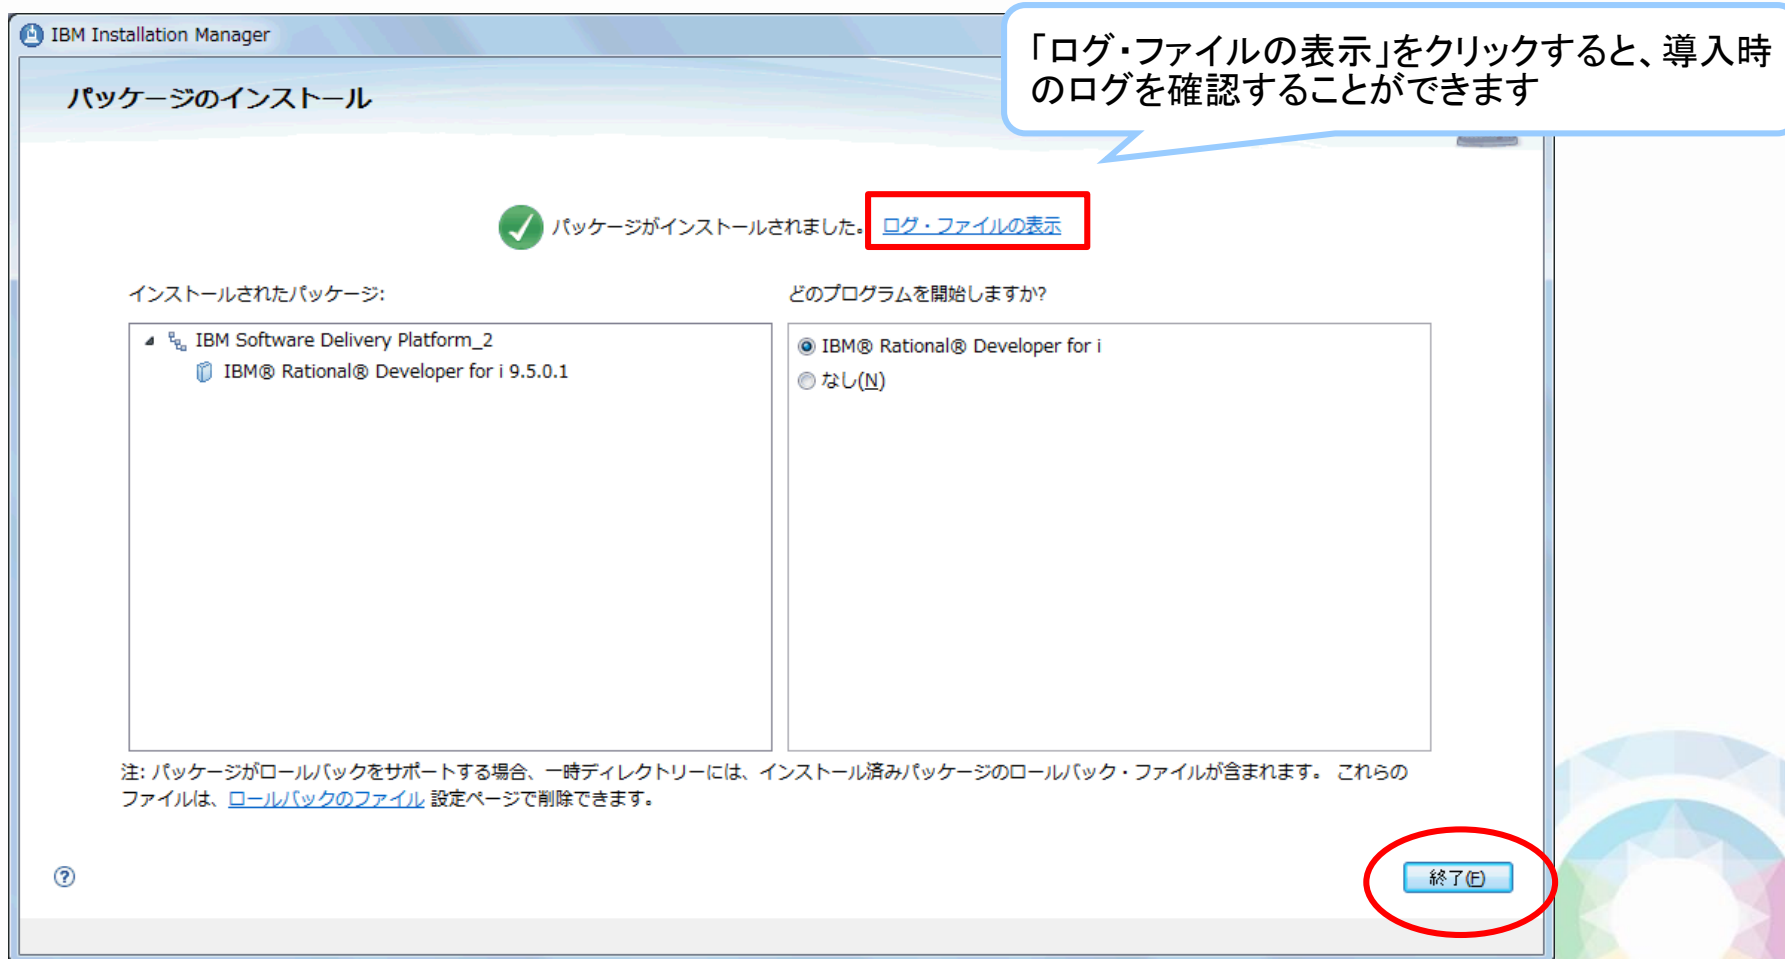 IBM Installation Manager
「ログ・ファイルの表示」をクリックすると、導入時
のログを確認することができます
パッケージのインストール
パッケージがインストールされました。 ログ・ファイルの表示
インストールされたパッケージ:
IBM Software Delivery Platform_2
IBM® Rational® Developer for i 9.5.0.1
どのプログラムを開始しますか?
IBM® Rational® Developer for i
なし(N)
注: パッケージがロールバックをサポートする場合、一時ディレクトリーには、インストール済みパッケージのロールバック・ファイルが含まれます。 これらの
ファイルは、ロールバックのファイル 設定ページで削除できます。
?
終了(F)